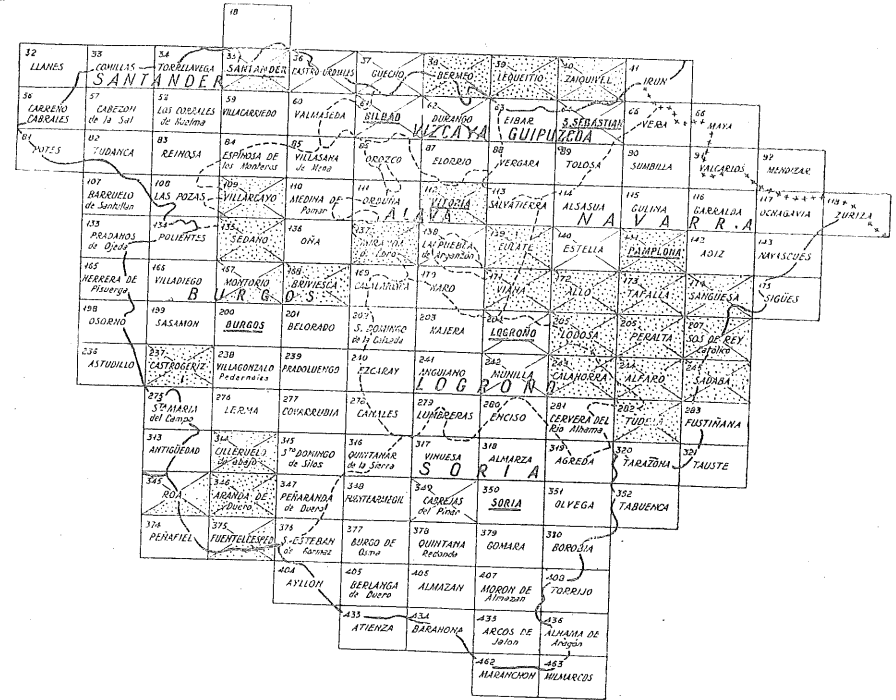 18
32 33 34 35 36 37 38 39 40 41
LLANES COMILLAS TORRELAVEGA SANTANDER CASTRO URDIALES GUECHO BERMEO LEQUEITIO ZAIQUIVEL IRUN
SANTANDER
56 57 58 59 60 61 62 63 65 66
CARREÑO CABRALES
CABEZON de la Sal
LOS CORRALES de Buelna
VILLACARRIEDO VALMASEDA BILBAO DURANGO EIBAR S. SEBASTIAN VERA MAYA
VIZCAYA GUIPUZCOA
81 82 83 84 85 86 87 88 89 90 91 92
POTES TUDANCA REINOSA
ESPINOSA DE los Monteros
VILLASANA de Mena
OROZCO ELORRIO VERGARA TOLOSA SUMBILLA VALCARLOS MENDIZAR
107 108 109 110 111 112 113 114 115 116 117 118
BARRUELO de Santullan
LAS POZAS VILLARCAYO
MEDINA DE Pomar
ORDUÑA VITORIA SALVATIERRA ALSASUA GULINA GARRALDA OCHAGAVIA ZURIZA
ALAVA NAVARRA
133 134 135 136 137 138 139 140 141 142 143
PRADANOS de Ojeda
POLIENTES SEDANO OÑA
MIRANDA de Ebro
LA PUEBLA de Arganzón
EULATE ESTELLA PAMPLONA AOIZ NAVASCUES
165 166 167 168 169 170 171 172 173 174 175
HERRERA DE Pisuerga
VILLADIEGO MONTORIO BRIVIESCA CASALARINA HARO VIANA ALLO TAFALLA SANGUESA SIGÜES
BURGOS
198 199 200 201 202 203 204 205 206 207
OSORNO SASAMON BURGOS BELORADO
S. DOMINGO de la Calzada
NAJERA LOGROÑO LODOSA PERALTA
SOS DE REY Católico
236 237 238 239 240 241 242 243 244 245
ASTUDILLO CASTROGERIZ
VILLAGONZALO Pedernales
PRADOLUENGO EZCARAY ANGUIANO MUNILLA CALAHORRA ALFARO SADABA
LOGROÑO
275 276 277 278 279 280 281 282 283
Sta MARIA del Campo
LERMA COVARRUBIA CANALES LUMBRERAS ENCISO
CERVERA DEL Rio Alhama
TUDELA FUSTIÑANA
313 314 315 316 317 318 319 320 321
ANTIGÜEDAD
CILLERUELO de Abajo
Sto DOMINGO de Silos
QUINTANAR de la Sierra
VINUESA ALMARZA AGREDA TARAZONA TAUSTE
SORIA
345 346 347 348 349 350 351 352
ROA
ARANDA DE Duero
PEÑARANDA de Duero
FUENTEARMEGIL
CABREJAS del Pinar
SORIA OLVEGA TABUENCA
374 375 376 377 378 379 380
PEÑAFIEL FUENTELCESPED
S. ESTEBAN de Gormaz
BURGO DE Osma
QUINTANA Redonda
GOMARA BOROBIA
404 405 406 407 408
AYLLON
BERLANGA de Duero
ALMAZAN
MORON DE Almazan
TORRIJO
433 434 435 436
ATIENZA BARAHONA
ARCOS DE Jalon
ALHAMA DE Aragón
462 463
MARANCHON MILMARCOS